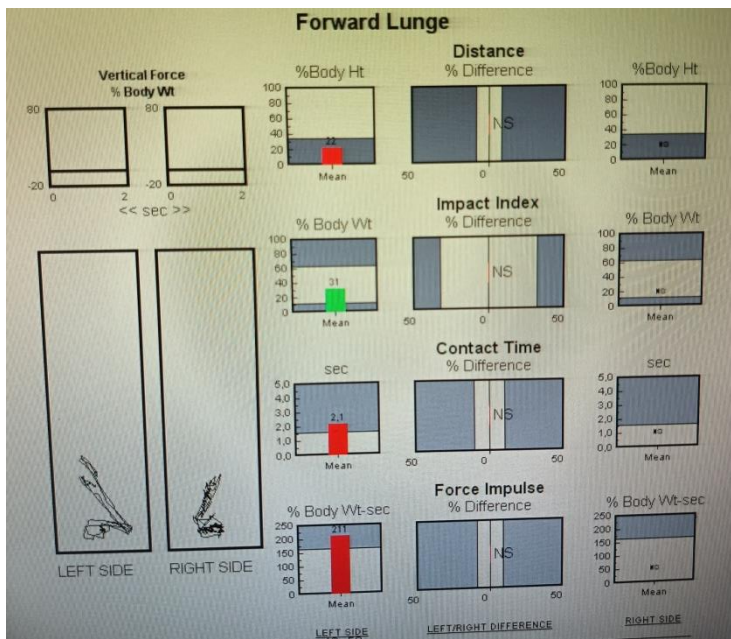 Forward Lunge
Vertical Force
% Body Wt
80
-20
0
2
80
-20
0
2
<< sec >>
LEFT SIDE
RIGHT SIDE
Distance
%Body Ht
100
80
60
40
20
0
22
Mean
% Difference
NS
50
0
50
%Body Ht
100
80
60
40
20
0
Mean
Impact Index
% Body Wt
100
80
60
40
20
0
31
Mean
% Difference
NS
50
0
50
% Body Wt
100
80
60
40
20
0
Mean
Contact Time
sec
5,0
4,0
3,0
2,0
1,0
0,0
2,1
Mean
% Difference
NS
50
0
50
sec
5,0
4,0
3,0
2,0
1,0
0,0
Mean
Force Impulse
% Body Wt-sec
250
200
150
100
50
0
211
Mean
% Difference
NS
50
0
50
% Body Wt-sec
250
200
150
100
50
0
Mean
LEFT SIDE
LEFT/RIGHT DIFFERENCE
RIGHT SIDE